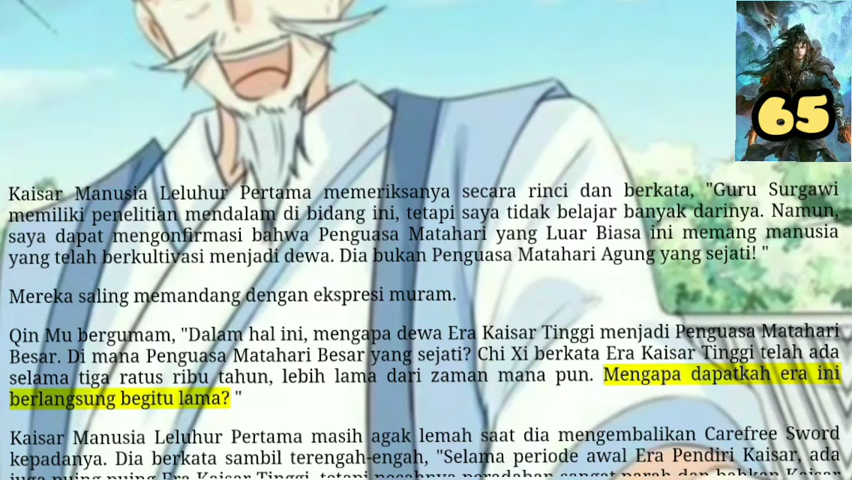 65
Kaisar Manusia Leluhur Pertama memeriksanya secara rinci dan berkata, "Guru Surgawi
memiliki penelitian mendalam di bidang ini, tetapi saya tidak belajar banyak darinya. Namun,
saya dapat mengonfirmasi bahwa Penguasa Matahari yang Luar Biasa ini memang manusia
yang telah berkultivasi menjadi dewa. Dia bukan Penguasa Matahari Agung yang sejati! "
Mereka saling memandang dengan ekspresi muram.
Qin Mu bergumam, "Dalam hal ini, mengapa dewa Era Kaisar Tinggi menjadi Penguasa Matahari
Besar. Di mana Penguasa Matahari Besar yang sejati? Chi Xi berkata Era Kaisar Tinggi telah ada
selama tiga ratus ribu tahun, lebih lama dari zaman mana pun. Mengapa dapatkah era ini
berlangsung begitu lama? "
Kaisar Manusia Leluhur Pertama masih agak lemah saat dia mengembalikan Carefree Sword
kepadanya. Dia berkata sambil terengah-engah, "Selama periode awal Era Pendiri Kaisar, ada
Era Kaisar Tinggi, tetapi